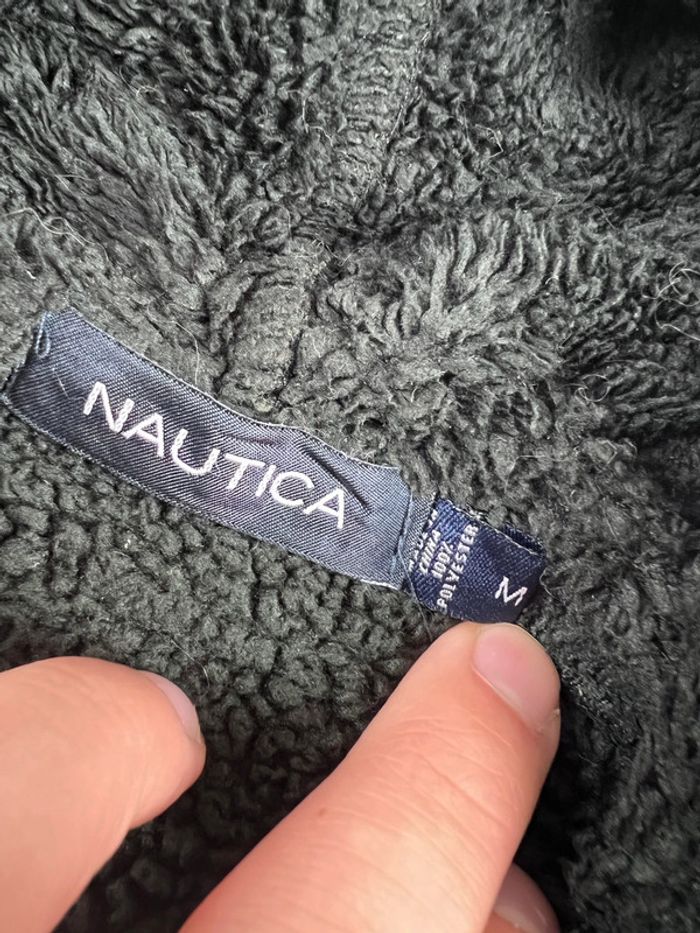 NAUTICA
CHINA
100%
POLYESTER
M